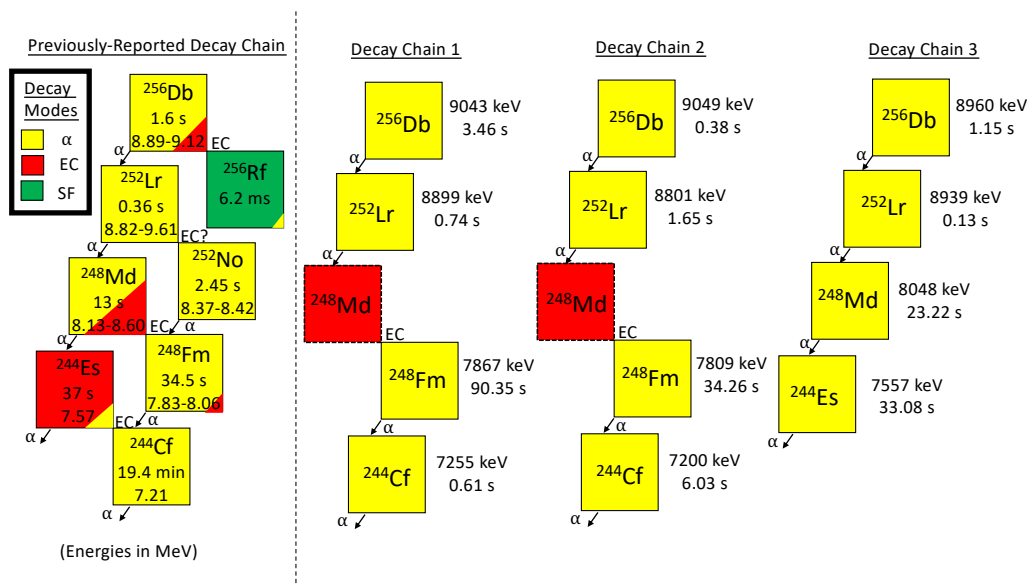 Previously-Reported Decay Chain
Decay
Modes
α
EC
SF
²⁵⁶Db
1.6 s
8.89-9.12
EC
α
²⁵⁶Rf
6.2 ms
²⁵²Lr
0.36 s
8.82-9.61
EC?
α
²⁵²No
2.45 s
8.37-8.42
α
²⁴⁸Md
13 s
8.13-8.60
EC
α
²⁴⁸Fm
34.5 s
7.83-8.06
α
²⁴⁴Es
37 s
7.57
EC
α
²⁴⁴Cf
19.4 min
7.21
α
(Energies in MeV)
Decay Chain 1
²⁵⁶Db
9043 keV
3.46 s
α
²⁵²Lr
8899 keV
0.74 s
α
²⁴⁸Md
EC
²⁴⁸Fm
7867 keV
90.35 s
α
²⁴⁴Cf
7255 keV
0.61 s
α
Decay Chain 2
²⁵⁶Db
9049 keV
0.38 s
α
²⁵²Lr
8801 keV
1.65 s
α
²⁴⁸Md
EC
²⁴⁸Fm
7809 keV
34.26 s
α
²⁴⁴Cf
7200 keV
6.03 s
α
Decay Chain 3
²⁵⁶Db
8960 keV
1.15 s
α
²⁵²Lr
8939 keV
0.13 s
α
²⁴⁸Md
8048 keV
23.22 s
α
²⁴⁴Es
7557 keV
33.08 s
α